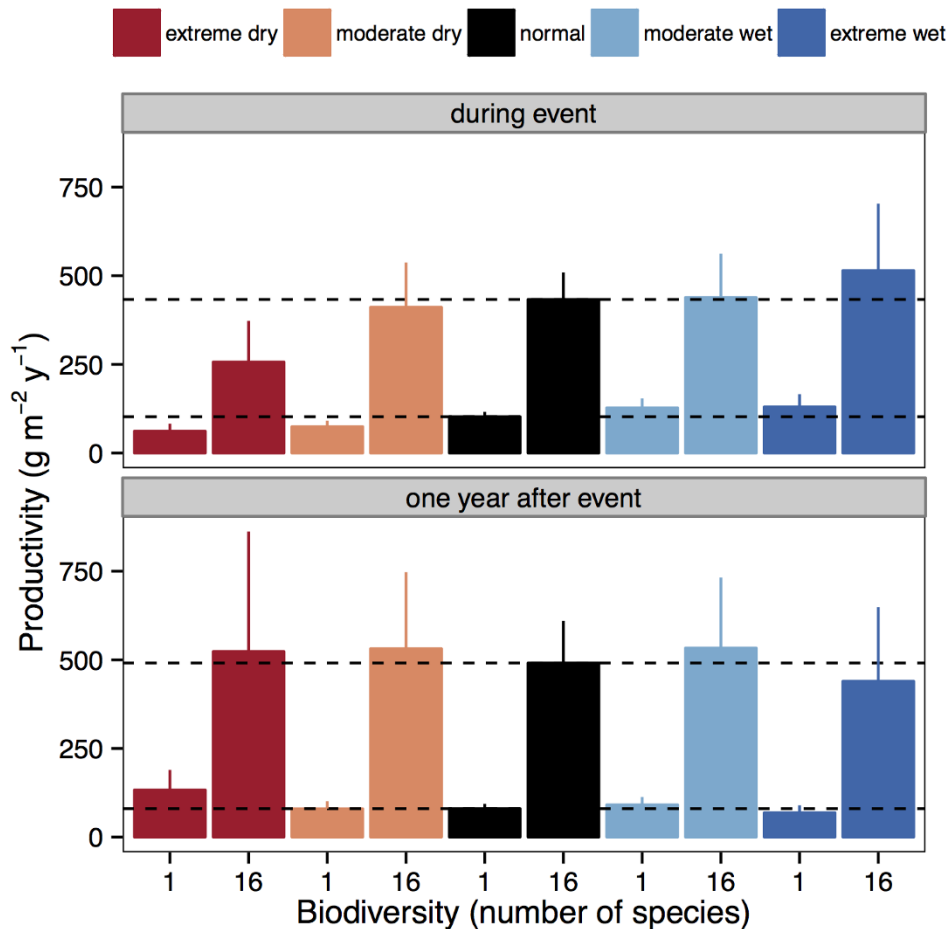 extreme dry moderate dry normal moderate wet extreme wet
during event
750
500
250
0
one year after event
750
500
250
0
Productivity (g m⁻² y⁻¹)
1 16 1 16 1 16 1 16 1 16
Biodiversity (number of species)